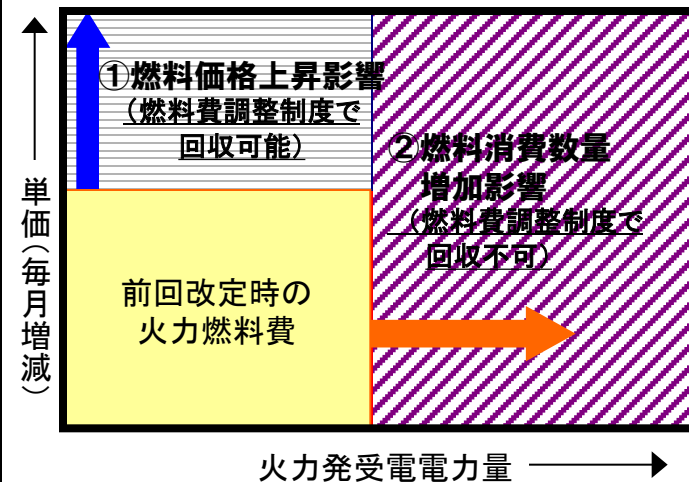 ①燃料価格上昇影響
(燃料費調整制度で
回収可能)
②燃料消費数量
増加影響
(燃料費調整制度で
回収不可)
単価(毎月増減)
前回改定時の
火力燃料費
火力発受電電力量